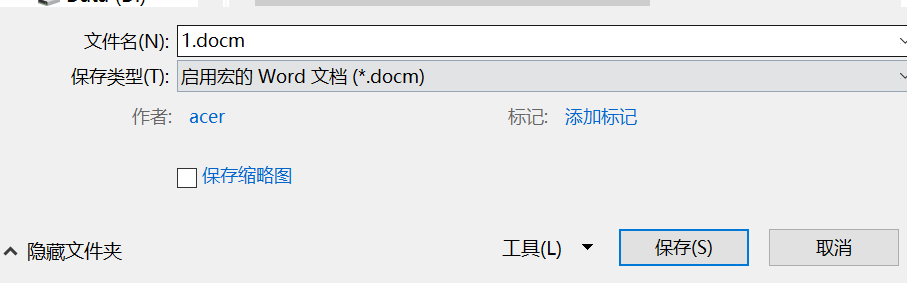 Data (D:)
文件名(N): 1.docm
保存类型(T): 启用宏的 Word 文档 (*.docm)
作者: acer 标记: 添加标记
保存缩略图
隐藏文件夹 工具(L) 保存(S) 取消